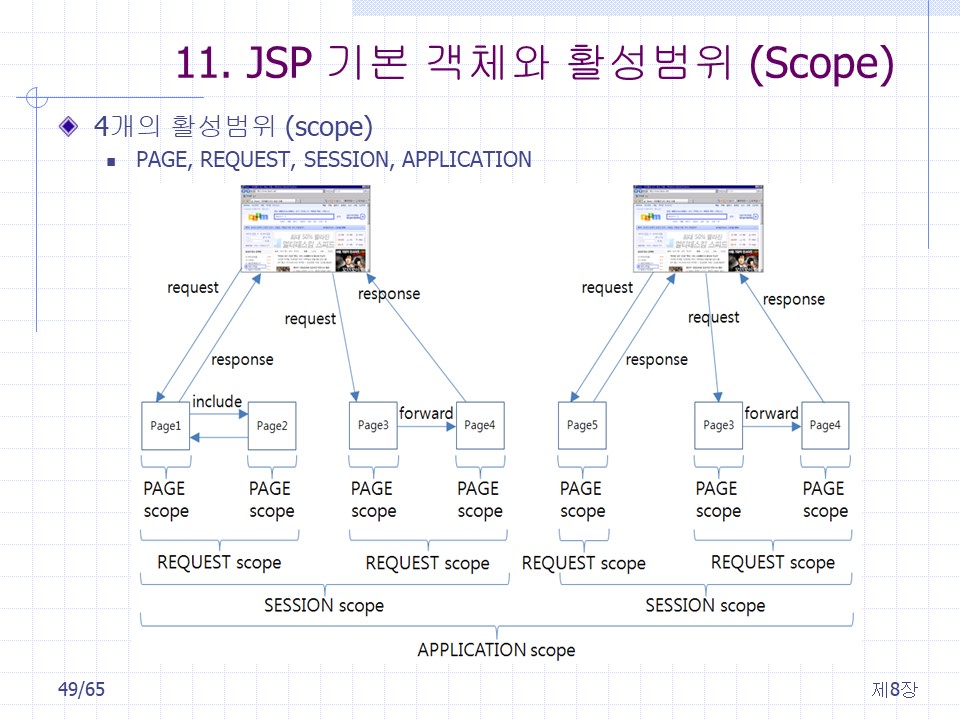 11. JSP 기본 객체와 활성범위 (Scope)
4개의 활성범위 (scope)
PAGE, REQUEST, SESSION, APPLICATION
request
response
request
response
request
response
request
response
include
forward
forward
Page1
Page2
Page3
Page4
Page5
Page3
Page4
PAGE scope
PAGE scope
PAGE scope
PAGE scope
PAGE scope
PAGE scope
PAGE scope
REQUEST scope
REQUEST scope
REQUEST scope
REQUEST scope
SESSION scope
SESSION scope
APPLICATION scope
49/65
제8장